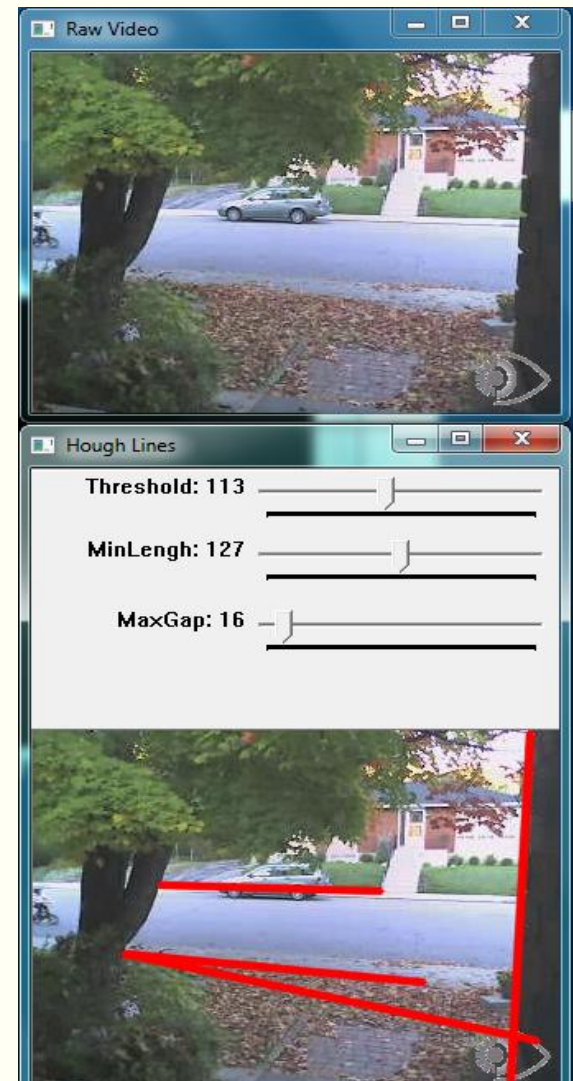 Raw Video
Hough Lines
Threshold: 113
MinLengh: 127
MaxGap: 16